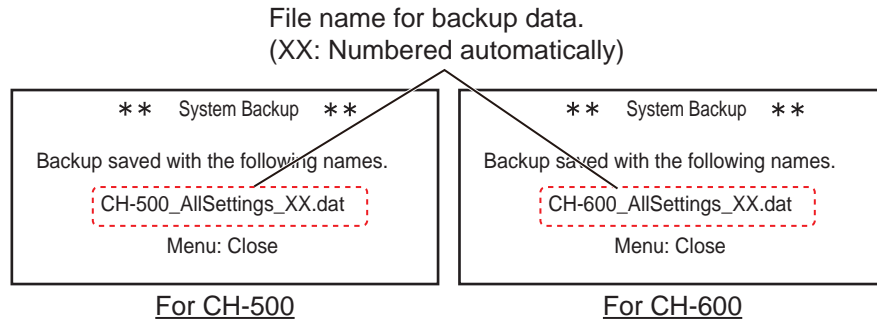 File name for backup data.
(XX: Numbered automatically)
** System Backup **
Backup saved with the following names.
CH-500_AllSettings_XX.dat
Menu: Close
For CH-500
** System Backup **
Backup saved with the following names.
CH-600_AllSettings_XX.dat
Menu: Close
For CH-600